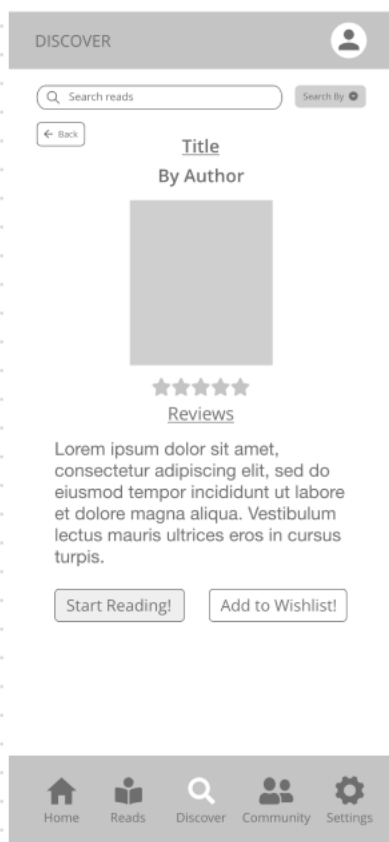 DISCOVER
Search reads
Search By
Back
Title
By Author
Reviews
Lorem ipsum dolor sit amet,
consectetur adipiscing elit, sed do
eiusmod tempor incididunt ut labore
et dolore magna aliqua. Vestibulum
lectus mauris ultrices eros in cursus
turpis.
Start Reading!
Add to Wishlist!
Home
Reads
Discover
Community
Settings